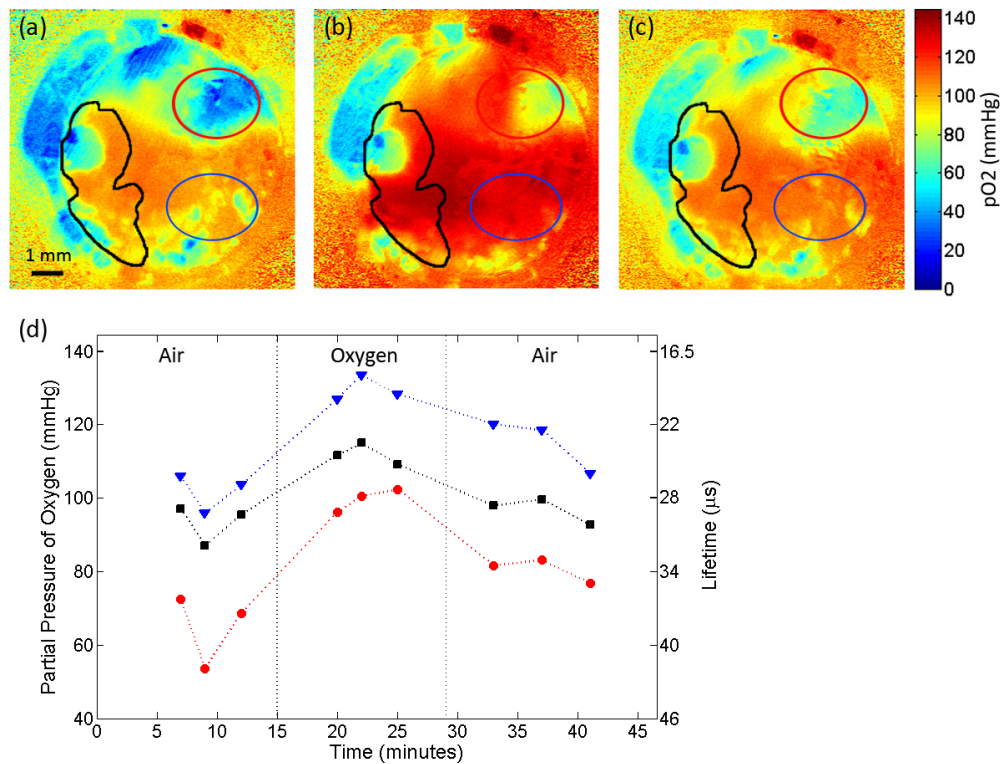 (a)
(b)
(c)
1 mm
140
120
100
80
60
40
20
0
pO2 (mmHg)
(d)
Air
Oxygen
Air
140
120
100
80
60
40
Partial Pressure of Oxygen (mmHg)
16.5
22
28
34
40
46
Lifetime (μs)
0 5 10 15 20 25 30 35 40 45
Time (minutes)